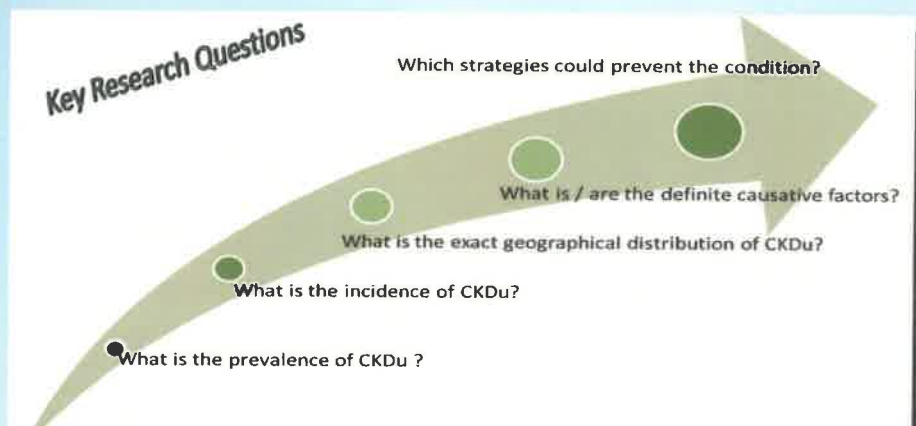 Key Research Questions
Which strategies could prevent the condition?
What is / are the definite causative factors?
What is the exact geographical distribution of CKDu?
What is the incidence of CKDu?
What is the prevalence of CKDu ?